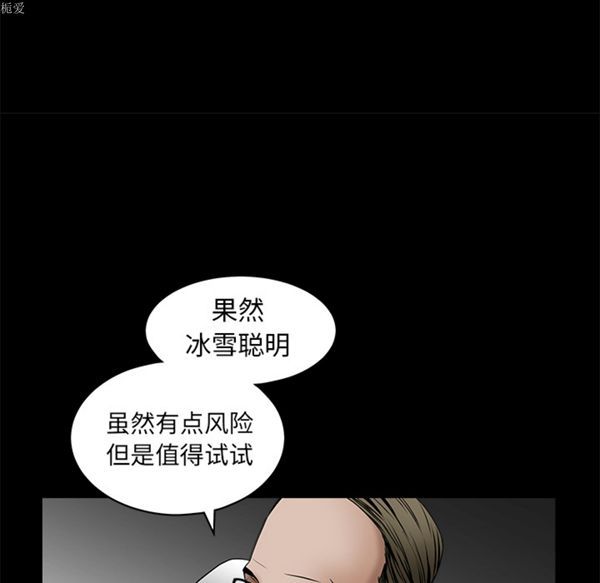 栀爱
果然
冰雪聪明
虽然有点风险
但是值得试试